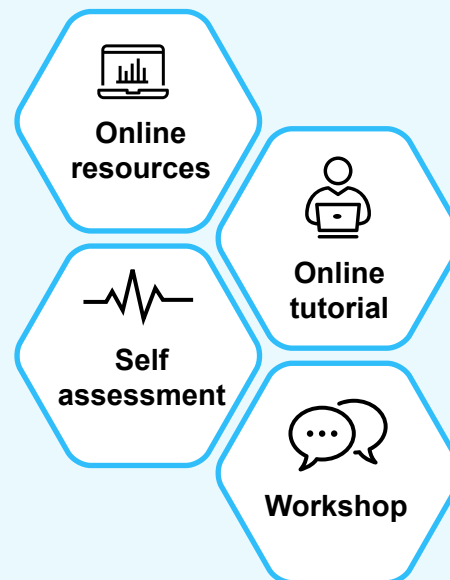 Online
resources
Online
tutorial
Self
assessment
Workshop